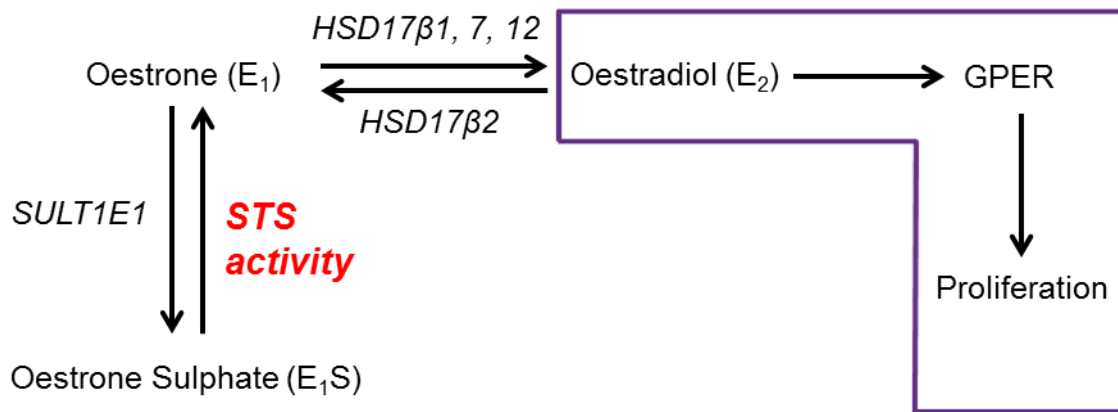 HSD17β1, 7, 12
Oestrone (E₁)
Oestradiol (E₂)
GPER
HSD17β2
SULT1E1
STS
activity
Proliferation
Oestrone Sulphate (E₁S)